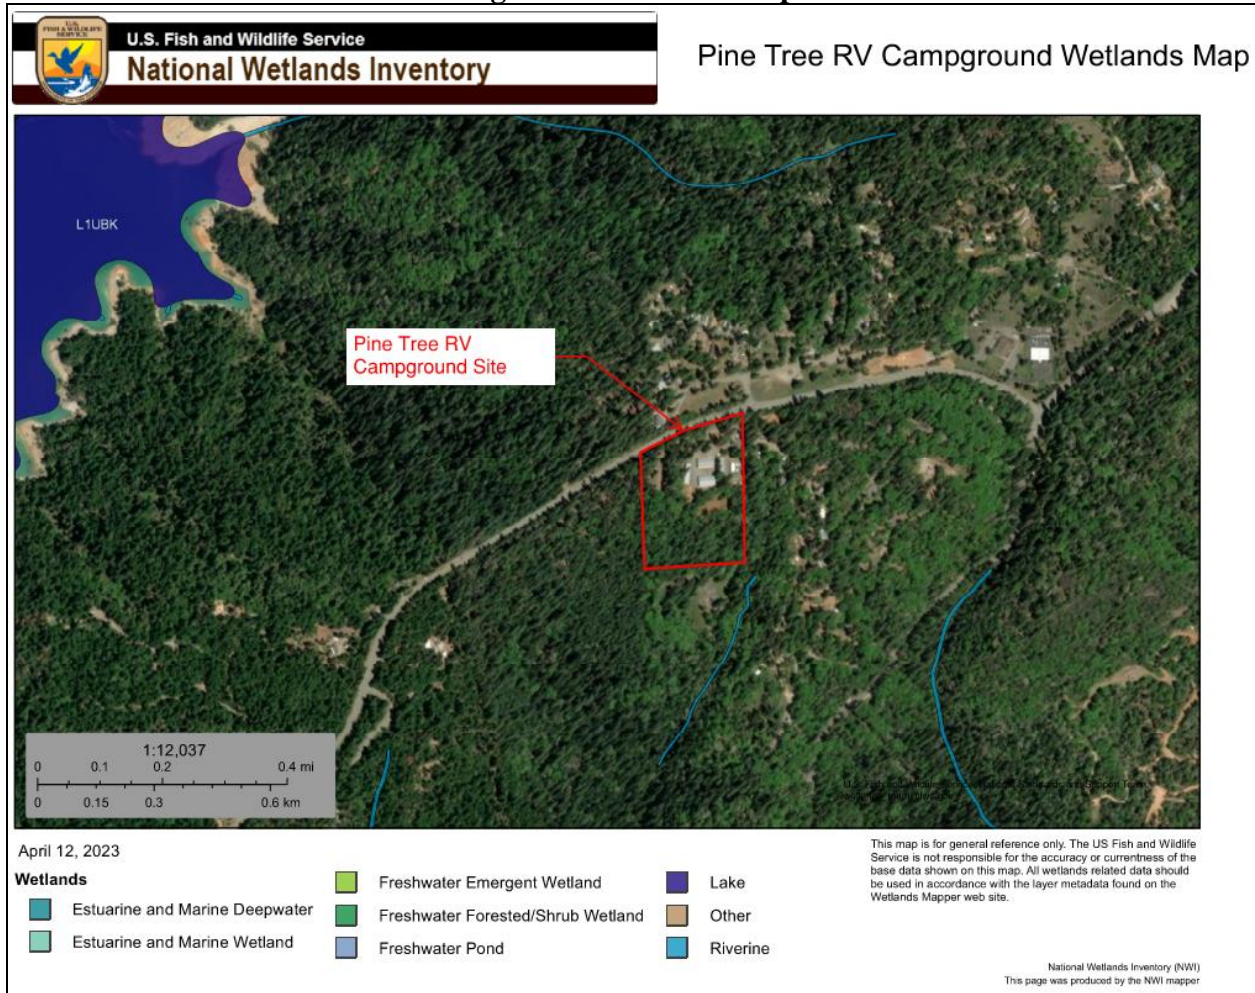 U.S. FISH & WILDLIFE SERVICE
U.S. Fish and Wildlife Service
National Wetlands Inventory
Pine Tree RV Campground Wetlands Map
L1UBK
Pine Tree RV
Campground Site
1:12,037
0 0.1 0.2 0.4 mi
0 0.15 0.3 0.6 km
April 12, 2023
Wetlands
Estuarine and Marine Deepwater
Estuarine and Marine Wetland
Freshwater Emergent Wetland
Freshwater Forested/Shrub Wetland
Freshwater Pond
Lake
Other
Riverine
This map is for general reference only. The US Fish and Wildlife
Service is not responsible for the accuracy or currentness of the
base data shown on this map. All wetlands related data should
be used in accordance with the layer metadata found on the
Wetlands Mapper web site.
National Wetlands Inventory (NWI)
This page was produced by the NWI mapper